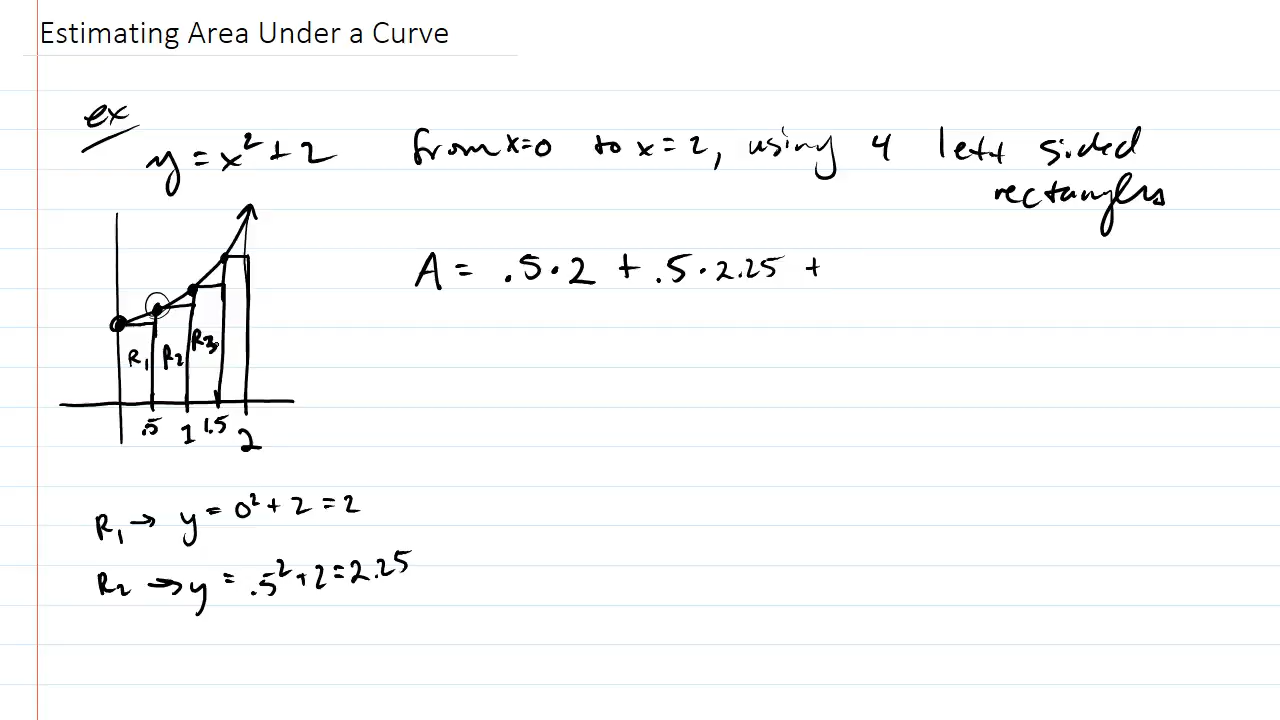 Estimating Area Under a Curve
ex
y = x² + 2 from x=0 to x = 2, using 4 left sided
rectangles
A = .5 · 2 + .5 · 2.25 +
R₁ R₂ R₃
.5 1 1.5 2
R₁ → y = 0² + 2 = 2
R₂ → y = .5² + 2 = 2.25